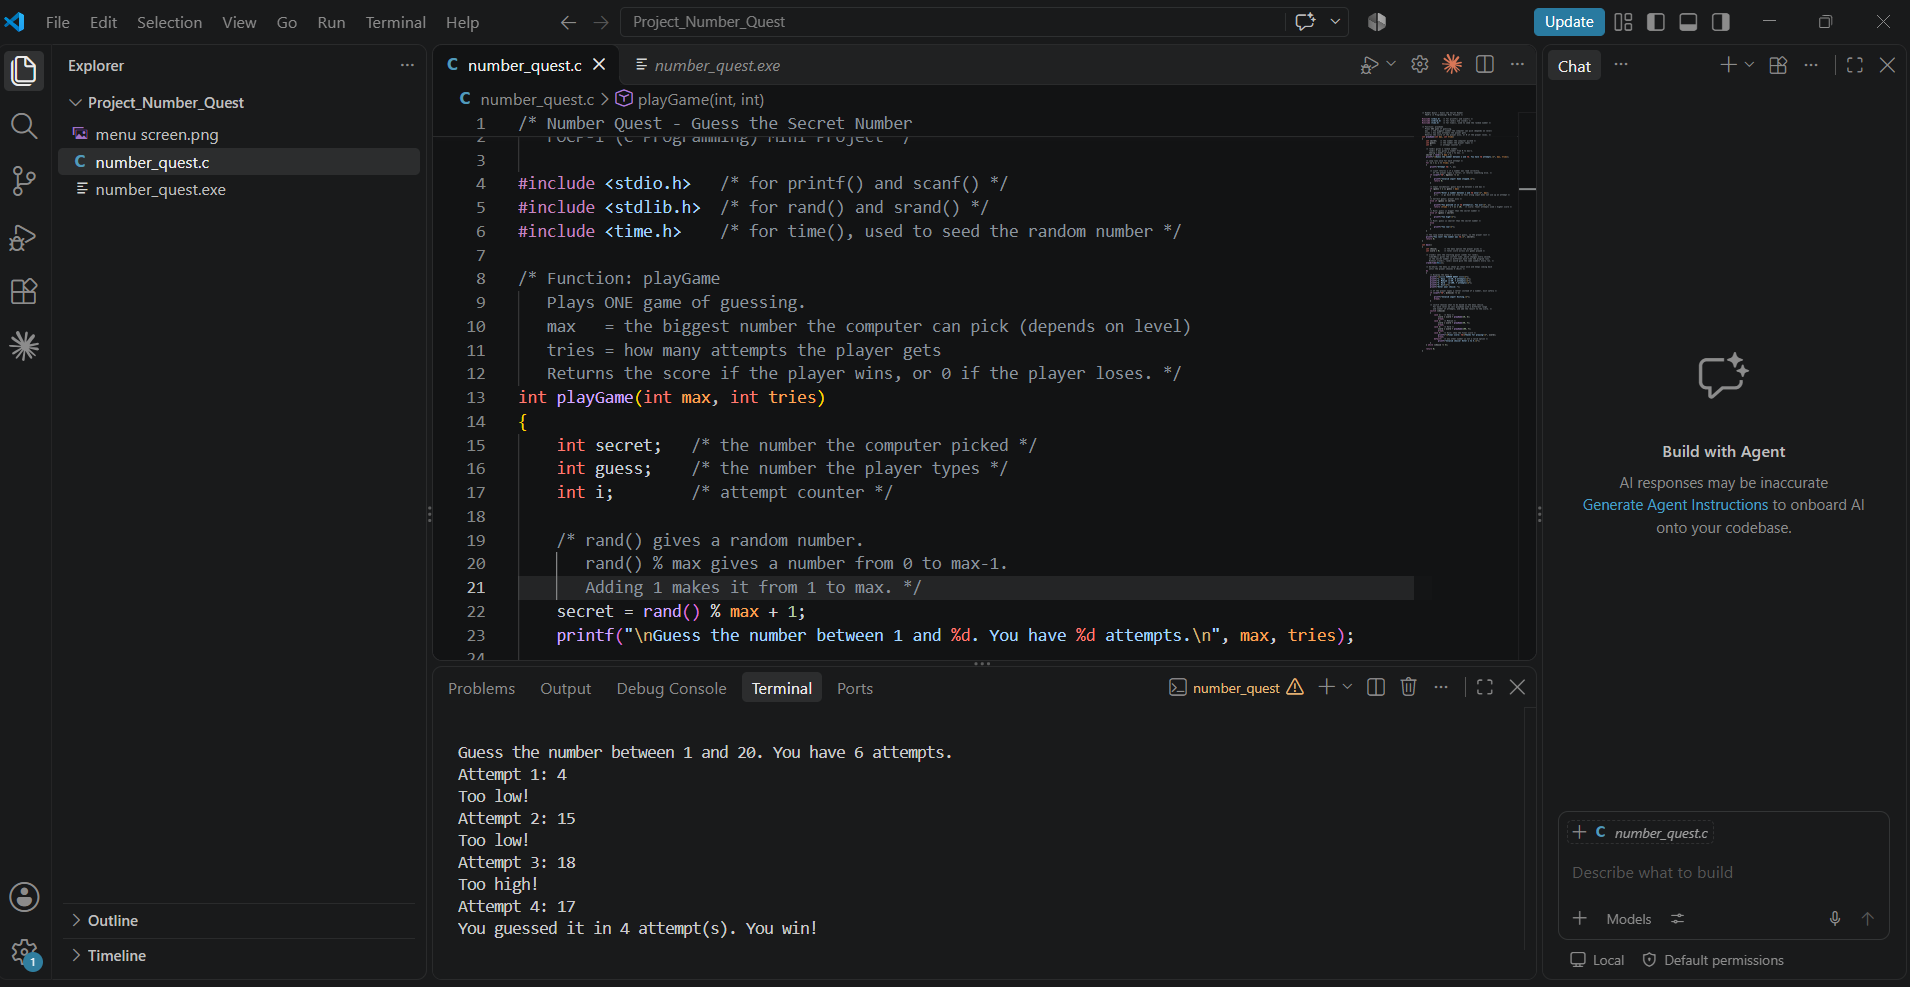 File Edit Selection View Go Run Terminal Help
Project_Number_Quest
Update
Explorer
Project_Number_Quest
menu screen.png
number_quest.c
number_quest.exe
Outline
Timeline
1
number_quest.c
number_quest.exe
number_quest.c > playGame(int, int)
1 /* Number Quest - Guess the Secret Number
2 FOCP-I (C Programming) Mini Project */
3
4 #include <stdio.h>   /* for printf() and scanf() */
5 #include <stdlib.h>  /* for rand() and srand() */
6 #include <time.h>    /* for time(), used to seed the random number */
7
8 /* Function: playGame
9    Plays ONE game of guessing.
10    max   = the biggest number the computer can pick (depends on level)
11    tries = how many attempts the player gets
12    Returns the score if the player wins, or 0 if the player loses. */
13 int playGame(int max, int tries)
14 {
15     int secret;   /* the number the computer picked */
16     int guess;    /* the number the player types */
17     int i;        /* attempt counter */
18
19     /* rand() gives a random number.
20        rand() % max gives a number from 0 to max-1.
21        Adding 1 makes it from 1 to max. */
22     secret = rand() % max + 1;
23     printf("\nGuess the number between 1 and %d. You have %d attempts.\n", max, tries);
24
Problems Output Debug Console Terminal Ports
number_quest
Guess the number between 1 and 20. You have 6 attempts.
Attempt 1: 4
Too low!
Attempt 2: 15
Too low!
Attempt 3: 18
Too high!
Attempt 4: 17
You guessed it in 4 attempt(s). You win!
Chat
Build with Agent
AI responses may be inaccurate
Generate Agent Instructions to onboard AI
onto your codebase.
number_quest.c
Describe what to build
Models
Local Default permissions